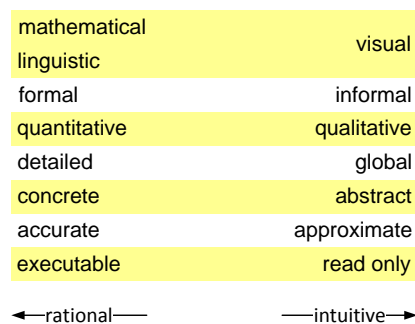 mathematical
linguistic
visual
formal informal
quantitative qualitative
detailed global
concrete abstract
accurate approximate
executable read only
rational intuitive